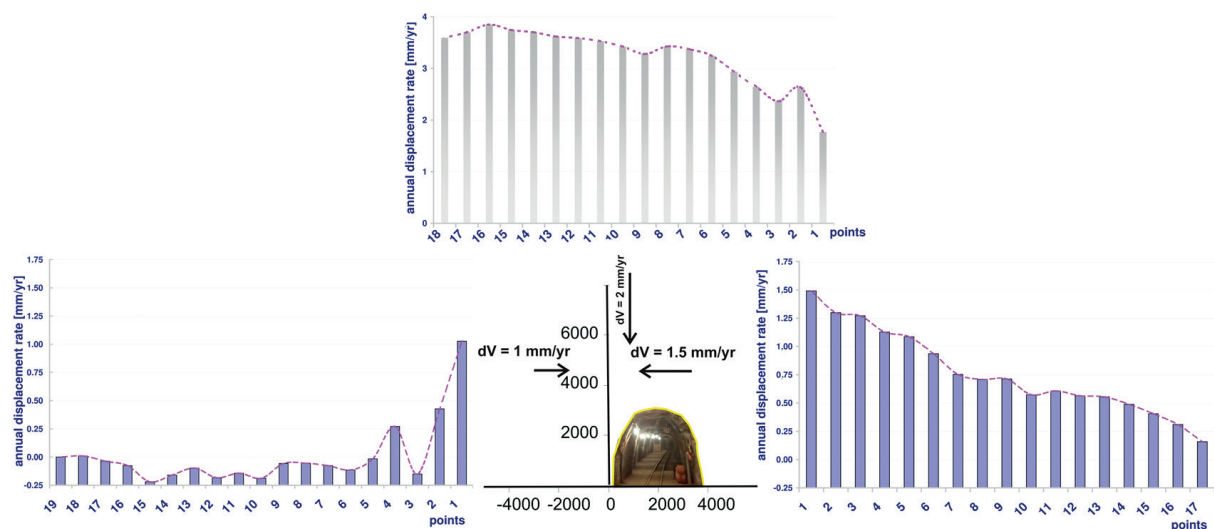 annual displacement rate [mm/yr]
4
3
2
1
0
18 17 16 15 14 13 12 11 10 9 8 7 6 5 4 3 2 1 points
annual displacement rate [mm/yr]
1.75
1.50
1.25
1.00
0.75
0.50
0.25
0.00
-0.25
19 18 17 16 15 14 13 12 11 10 9 8 7 6 5 4 3 2 1
points
dV = 2 mm/yr
6000
dV = 1 mm/yr dV = 1.5 mm/yr
4000
2000
-4000 -2000 0 2000 4000
annual displacement rate [mm/yr]
1.75
1.50
1.25
1.00
0.75
0.50
0.25
0.00
-0.25
1 2 3 4 5 6 7 8 9 10 11 12 13 14 15 16 17
points